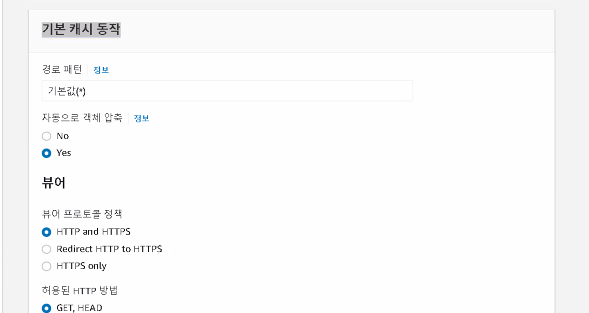 기본 캐시 동작
경로 패턴 | 정보
기본값(*)
자동으로 객체 압축 | 정보
No
Yes
뷰어
뷰어 프로토콜 정책
HTTP and HTTPS
Redirect HTTP to HTTPS
HTTPS only
허용된 HTTP 방법
GET, HEAD